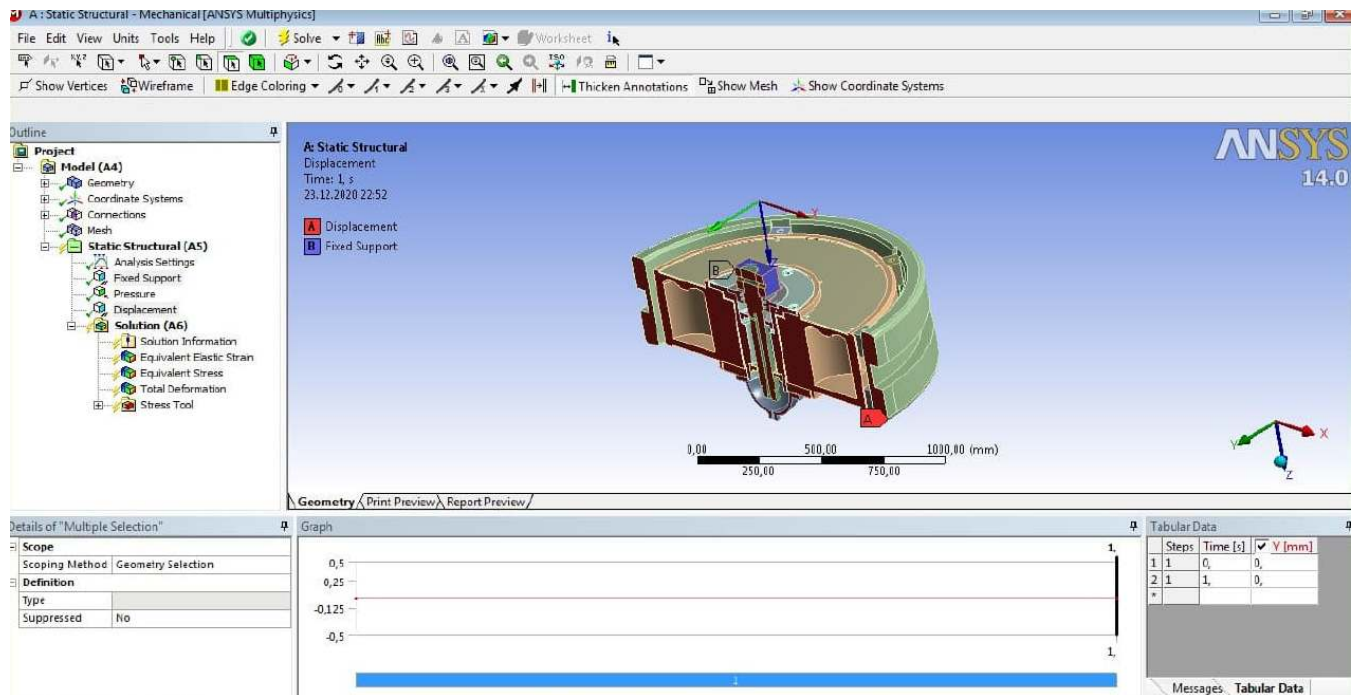 A : Static Structural - Mechanical [ANSYS Multiphysics]
File Edit View Units Tools Help Solve Worksheet
Show Vertices Wireframe Edge Coloring Thicken Annotations Show Mesh Show Coordinate Systems
Outline
Project
Model (A4)
Geometry
Coordinate Systems
Connections
Mesh
Static Structural (A5)
Analysis Settings
Fixed Support
Pressure
Displacement
Solution (A6)
Solution Information
Equivalent Elastic Strain
Equivalent Stress
Total Deformation
Stress Tool
A: Static Structural
Displacement
Time: 1, s
23.12.2020 22:52
A Displacement
B Fixed Support
ANSYS
14.0
Y
Z
B
A
0,00 500,00 1000,00 (mm)
250,00 750,00
Y X
Z
Geometry Print Preview Report Preview
Details of "Multiple Selection"
Scope
Scoping Method Geometry Selection
Definition
Type
Suppressed No
Graph
1,
0,5
0,25
-0,125
-0,5
1,
1
Tabular Data
Steps Time [s] Y [mm]
1 1 0, 0,
2 1 1, 0,
*
Messages Tabular Data